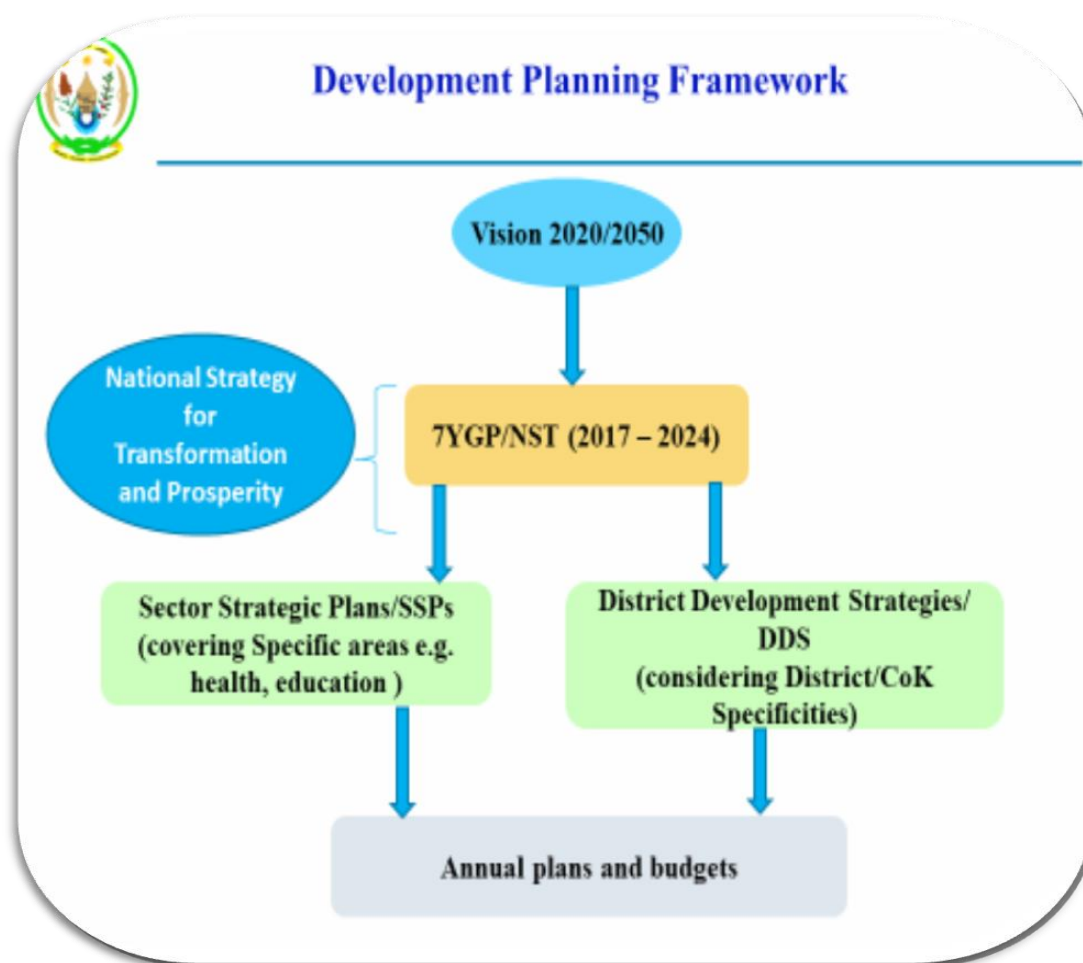 Development Planning Framework
Vision 2020/2050
National Strategy
for
Transformation
and Prosperity
7YGP/NST (2017 – 2024)
Sector Strategic Plans/SSPs
(covering Specific areas e.g.
health, education )
District Development Strategies/
DDS
(considering District/CoK
Specificities)
Annual plans and budgets